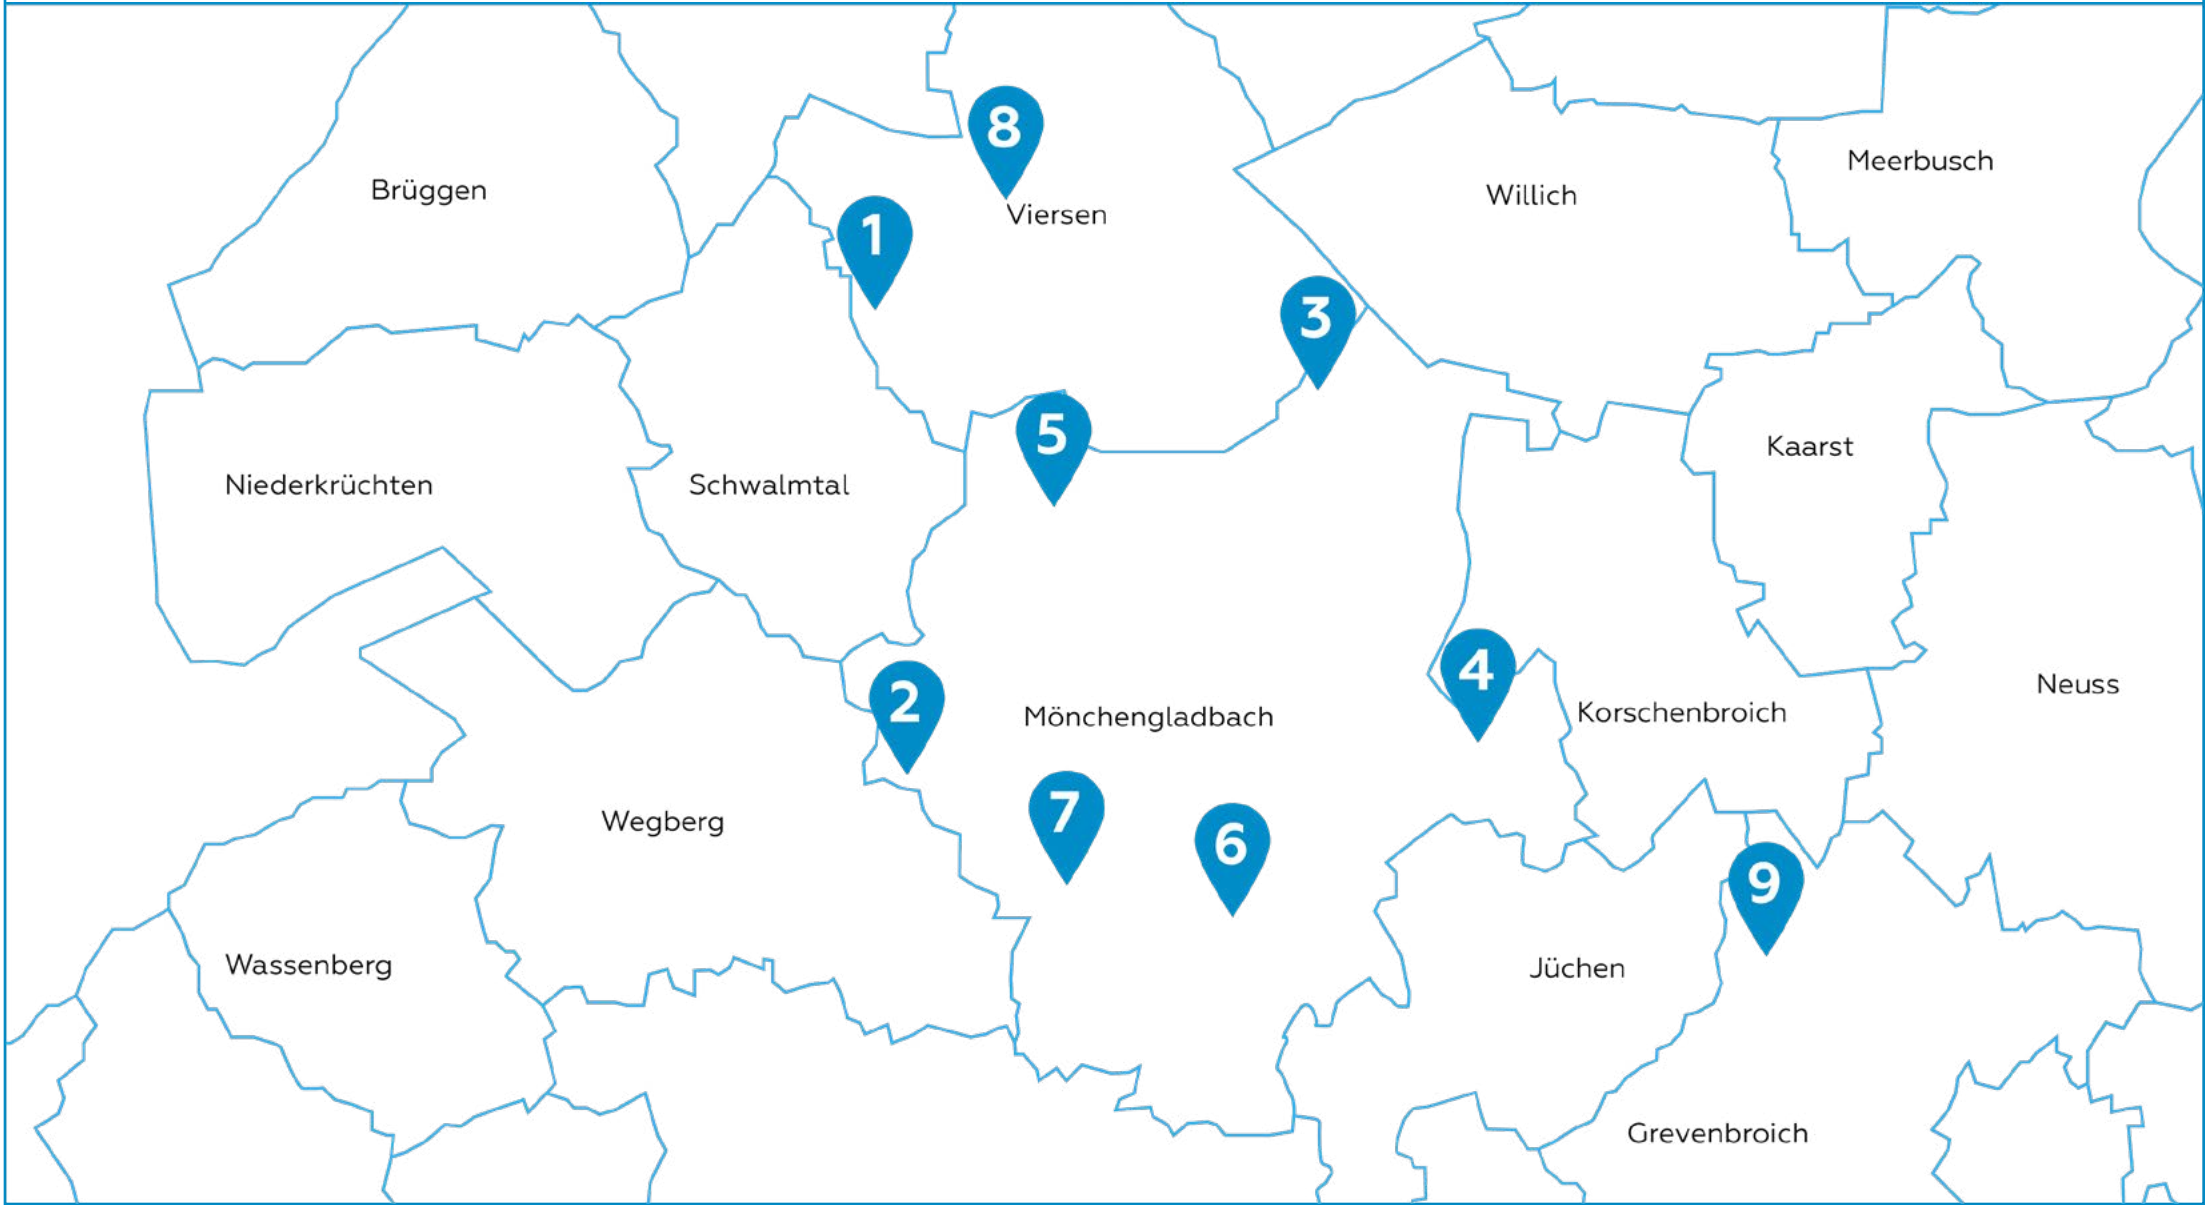 8
Meerbusch
Brüggen
Willich
Viersen
1
3
5
Kaarst
Niederkrüchten
Schwalmtal
4
Neuss
2
Mönchengladbach
Korschenbroich
7
Wegberg
6
9
Wassenberg
Jüchen
Grevenbroich